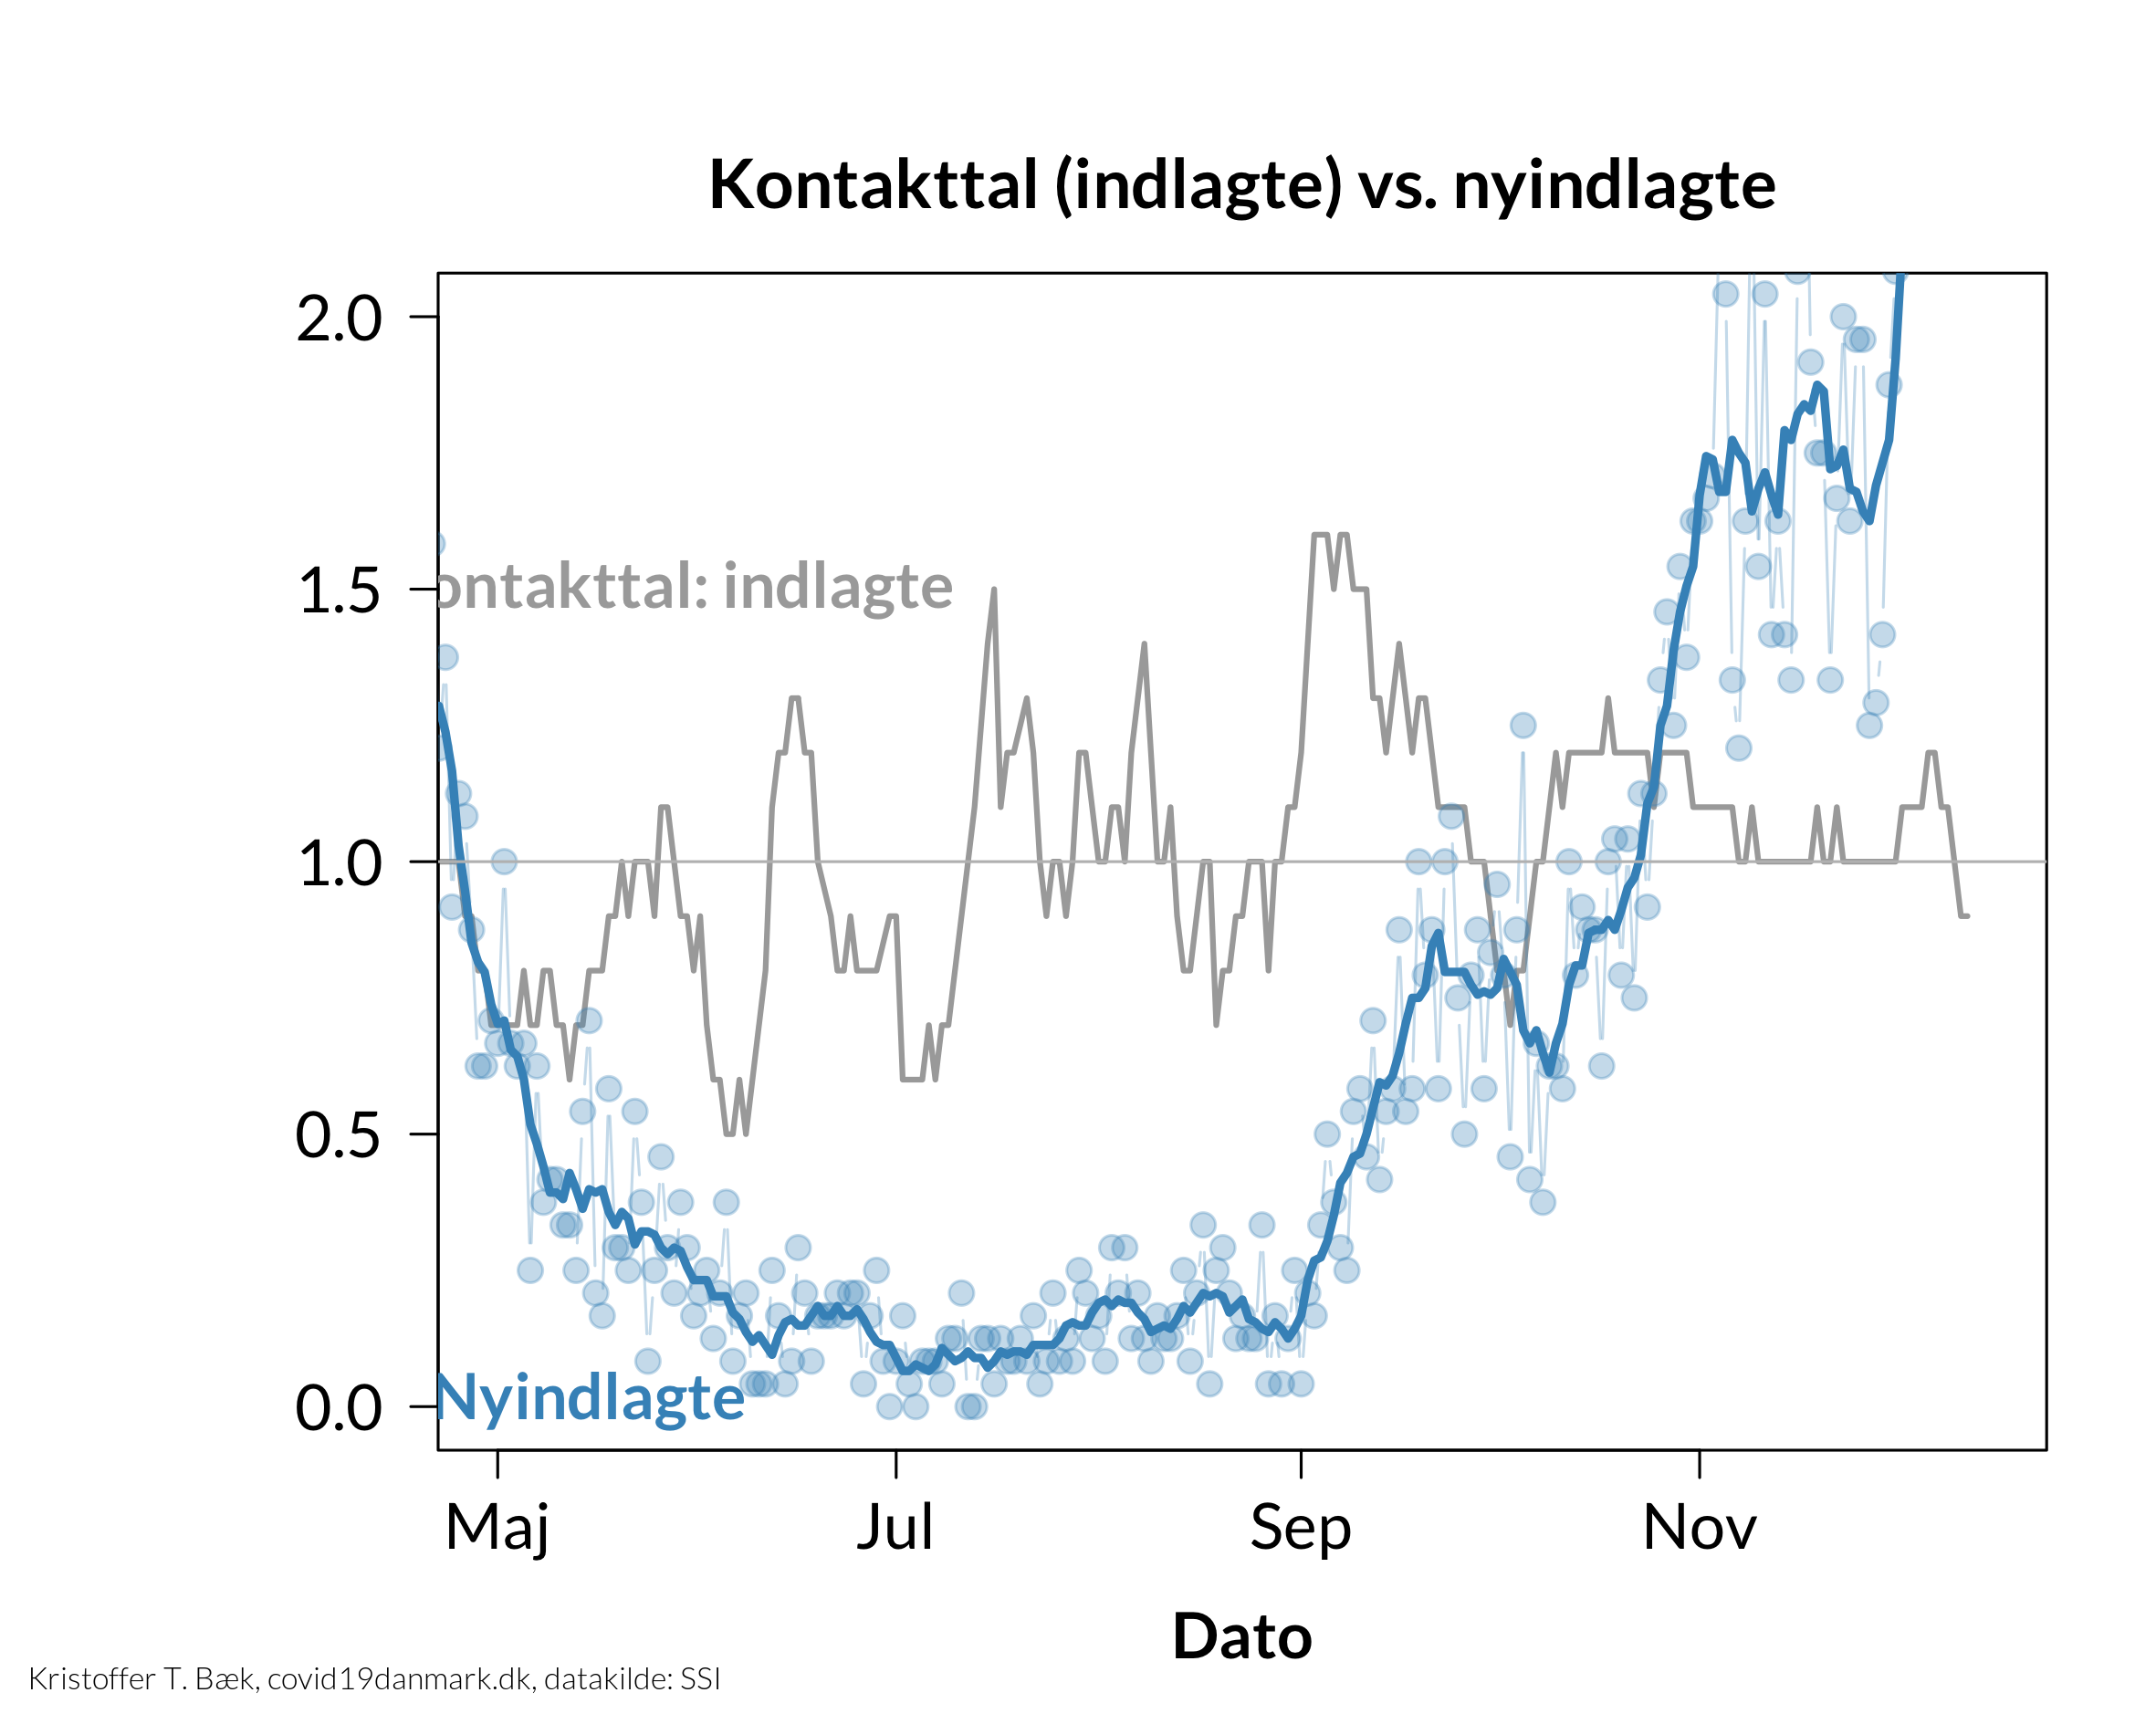 Kontakttal (indlagte) vs. nyindlagte
2.0
1.5
1.0
0.5
0.0
ontakttal: indlagte
Nyindlagte
Maj
Jul
Sep
Nov
Dato
Kristoffer T. Bæk, covid19danmark.dk, datakilde: SSI